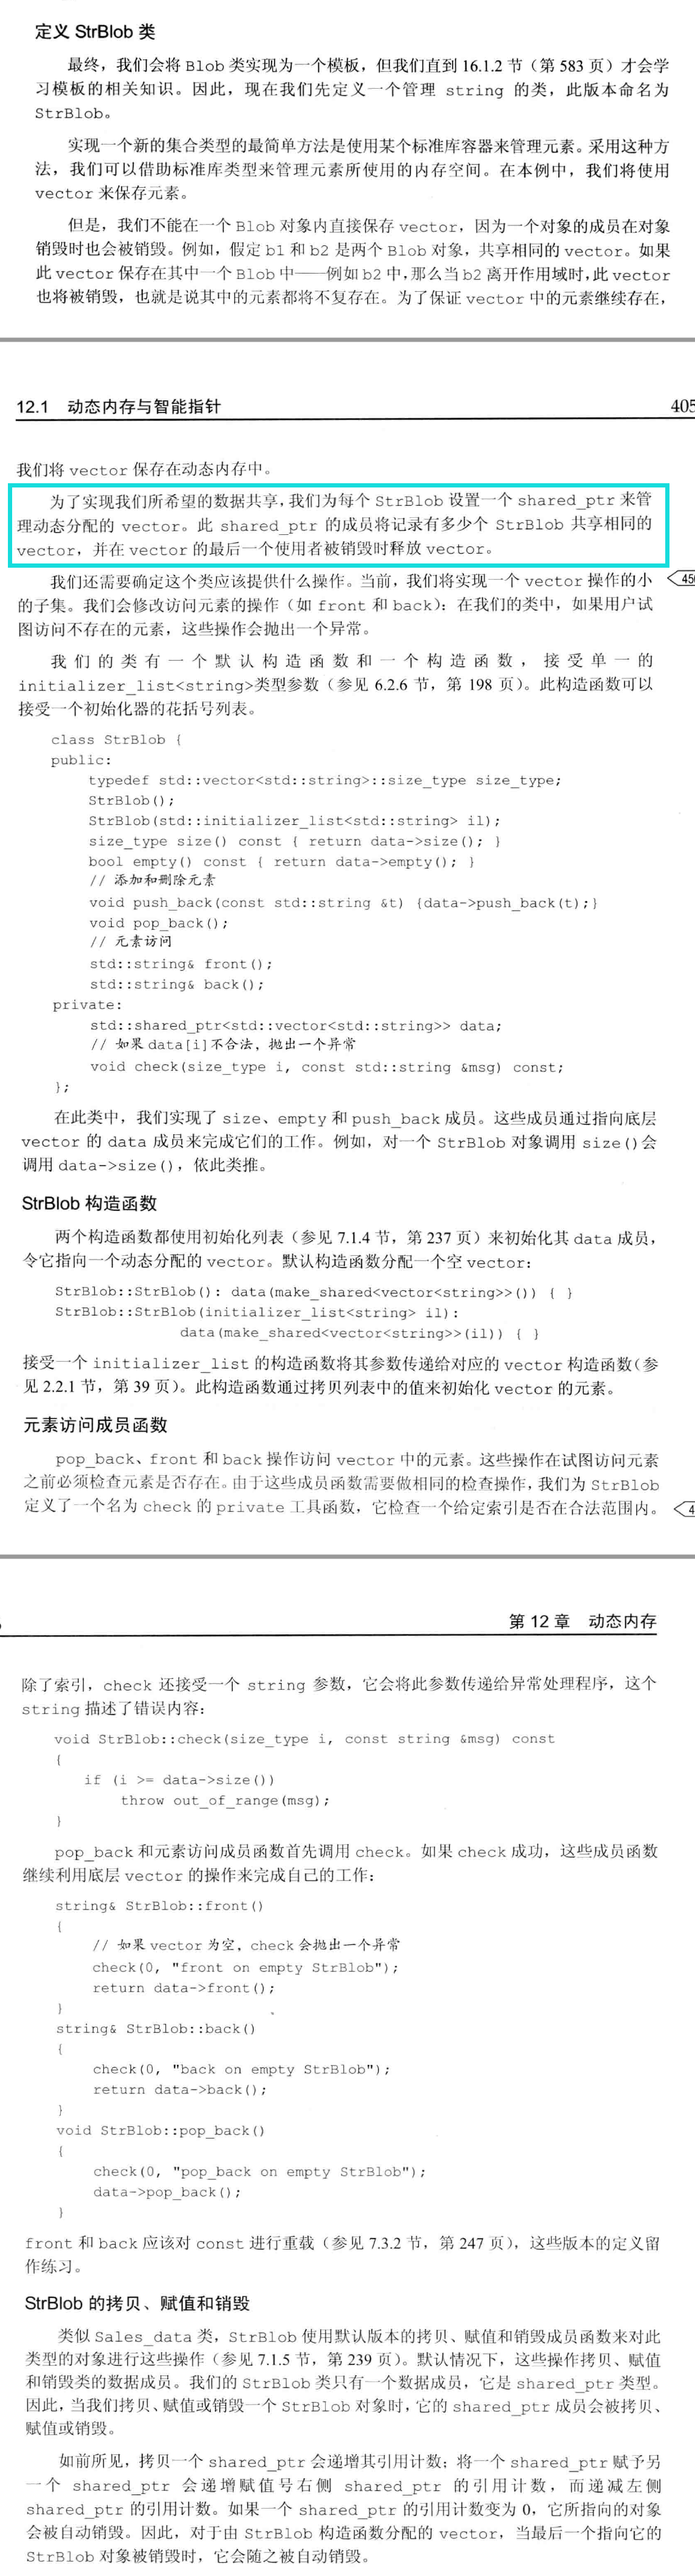 定义 StrBlob 类
最终，我们会将 Blob 类实现为一个模板，但我们直到 16.1.2 节（第 583 页）才会学
习模板的相关知识。因此，现在我们先定义一个管理 string 的类，此版本命名为
StrBlob。
实现一个新的集合类型的最简单方法是使用某个标准库容器来管理元素。采用这种方
法，我们可以借助标准库类型来管理元素所使用的内存空间。在本例中，我们将使用
vector 来保存元素。
但是，我们不能在一个 Blob 对象内直接保存 vector，因为一个对象的成员在对象
销毁时也会被销毁。例如，假定 b1 和 b2 是两个 Blob 对象，共享相同的 vector。如果
此 vector 保存在其中一个 Blob 中——例如 b2 中，那么当 b2 离开作用域时，此 vector
也将被销毁，也就是说其中的元素都将不复存在。为了保证 vector 中的元素继续存在，
12.1 动态内存与智能指针 405
我们将 vector 保存在动态内存中。
为了实现我们所希望的数据共享，我们为每个 StrBlob 设置一个 shared_ptr 来管
理动态分配的 vector。此 shared_ptr 的成员将记录有多少个 StrBlob 共享相同的
vector，并在 vector 的最后一个使用者被销毁时释放 vector。
我们还需要确定这个类应该提供什么操作。当前，我们将实现一个 vector 操作的小
的子集。我们会修改访问元素的操作（如 front 和 back）：在我们的类中，如果用户试
图访问不存在的元素，这些操作会抛出一个异常。
我们的类有一个默认构造函数和一个构造函数，接受单一的
initializer_list<string>类型参数（参见 6.2.6 节，第 198 页）。此构造函数可以
接受一个初始化器的花括号列表。
class StrBlob {
public:
typedef std::vector<std::string>::size_type size_type;
StrBlob();
StrBlob(std::initializer_list<std::string> il);
size_type size() const { return data->size(); }
bool empty() const { return data->empty(); }
// 添加和删除元素
void push_back(const std::string &t) {data->push_back(t);}
void pop_back();
// 元素访问
std::string& front();
std::string& back();
private:
std::shared_ptr<std::vector<std::string>> data;
// 如果 data[i]不合法，抛出一个异常
void check(size_type i, const std::string &msg) const;
};
在此类中，我们实现了 size、empty 和 push_back 成员。这些成员通过指向底层
vector 的 data 成员来完成它们的工作。例如，对一个 StrBlob 对象调用 size()会
调用 data->size()，依此类推。
StrBlob 构造函数
两个构造函数都使用初始化列表（参见 7.1.4 节，第 237 页）来初始化其 data 成员，
令它指向一个动态分配的 vector。默认构造函数分配一个空 vector：
StrBlob::StrBlob(): data(make_shared<vector<string>>()) { }
StrBlob::StrBlob(initializer_list<string> il):
data(make_shared<vector<string>>(il)) { }
接受一个 initializer_list 的构造函数将其参数传递给对应的 vector 构造函数（参
见 2.2.1 节，第 39 页）。此构造函数通过拷贝列表中的值来初始化 vector 的元素。
元素访问成员函数
pop_back、front 和 back 操作访问 vector 中的元素。这些操作在试图访问元素
之前必须检查元素是否存在。由于这些成员函数需要做相同的检查操作，我们为 StrBlob
定义了一个名为 check 的 private 工具函数，它检查一个给定索引是否在合法范围内。
第 12 章 动态内存
除了索引，check 还接受一个 string 参数，它会将此参数传递给异常处理程序，这个
string 描述了错误内容：
void StrBlob::check(size_type i, const string &msg) const
{
if (i >= data->size())
throw out_of_range(msg);
}
pop_back 和元素访问成员函数首先调用 check。如果 check 成功，这些成员函数
继续利用底层 vector 的操作来完成自己的工作：
string& StrBlob::front()
{
// 如果 vector 为空，check 会抛出一个异常
check(0, "front on empty StrBlob");
return data->front();
}
string& StrBlob::back()
{
check(0, "back on empty StrBlob");
return data->back();
}
void StrBlob::pop_back()
{
check(0, "pop_back on empty StrBlob");
data->pop_back();
}
front 和 back 应该对 const 进行重载（参见 7.3.2 节，第 247 页），这些版本的定义留
作练习。
StrBlob 的拷贝、赋值和销毁
类似 Sales_data 类，StrBlob 使用默认版本的拷贝、赋值和销毁成员函数来对此
类型的对象进行这些操作（参见 7.1.5 节，第 239 页）。默认情况下，这些操作拷贝、赋值
和销毁类的数据成员。我们的 StrBlob 类只有一个数据成员，它是 shared_ptr 类型。
因此，当我们拷贝、赋值或销毁一个 StrBlob 对象时，它的 shared_ptr 成员会被拷贝、
赋值或销毁。
如前所见，拷贝一个 shared_ptr 会递增其引用计数；将一个 shared_ptr 赋予另
一个 shared_ptr 会递增赋值号右侧 shared_ptr 的引用计数，而递减左侧
shared_ptr 的引用计数。如果一个 shared_ptr 的引用计数变为 0，它所指向的对象
会被自动销毁。因此，对于由 StrBlob 构造函数分配的 vector，当最后一个指向它的
StrBlob 对象被销毁时，它会随之被自动销毁。